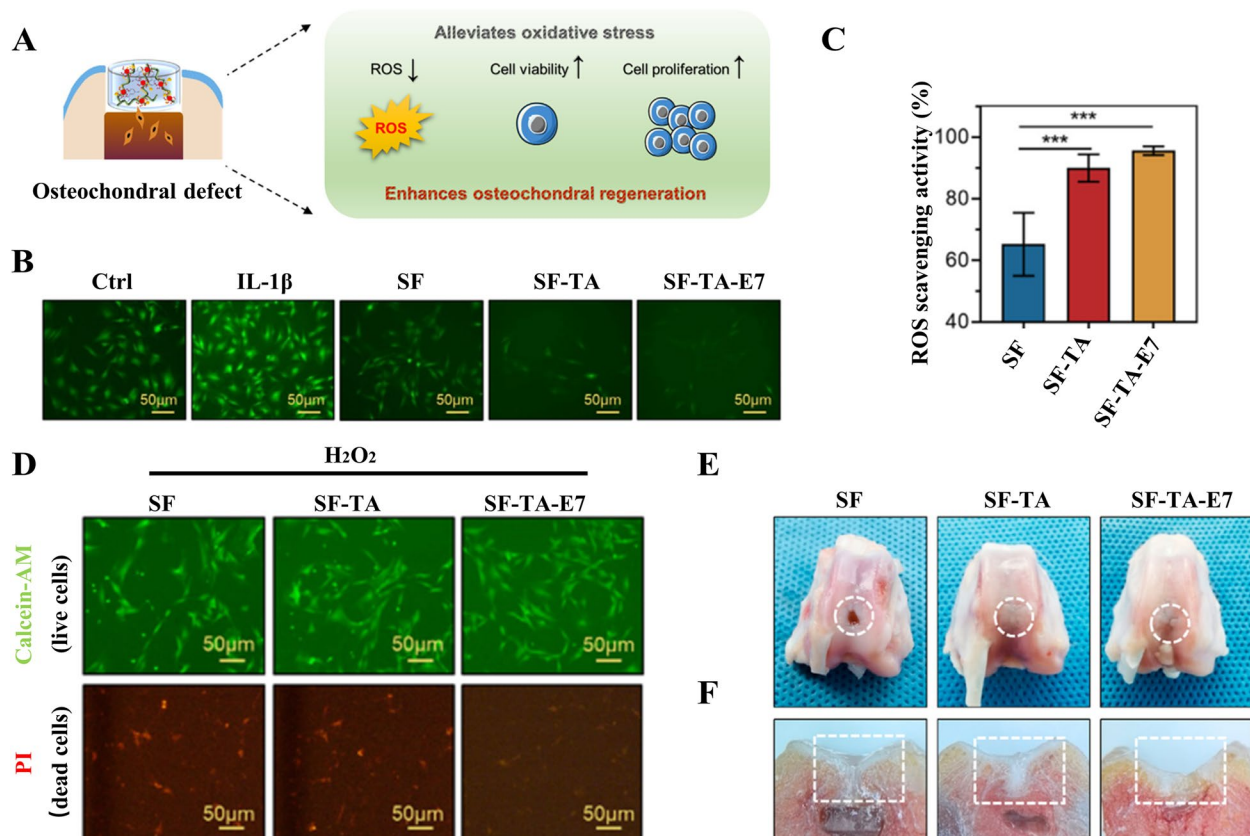 A
Alleviates oxidative stress
ROS ↓
Cell viability ↑
Cell proliferation ↑
ROS
Enhances osteochondral regeneration
Osteochondral defect
B
Ctrl
IL-1β
SF
SF-TA
SF-TA-E7
50μm
50μm
50μm
50μm
50μm
C
ROS scavenging activity (%)
100
80
60
40
***
***
SF
SF-TA
SF-TA-E7
D
H₂O₂
SF
SF-TA
SF-TA-E7
Calcein-AM
(live cells)
50μm
50μm
50μm
PI
(dead cells)
50μm
50μm
50μm
E
SF
SF-TA
SF-TA-E7
F